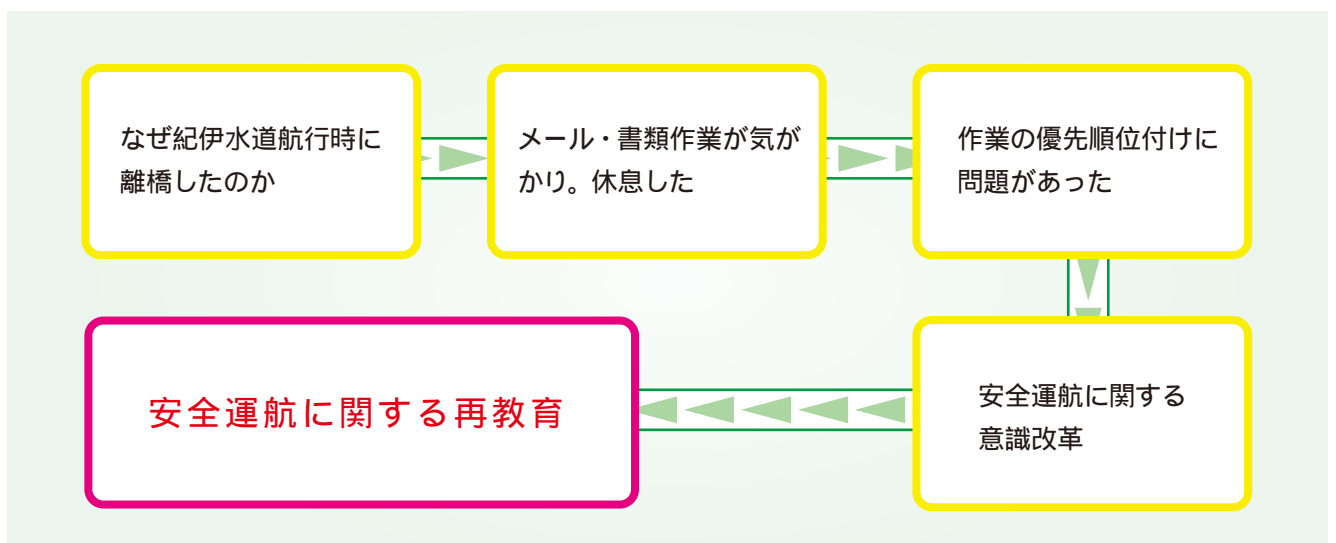 なぜ紀伊水道航行時に
離橋したのか
メール・書類作業が気が
かり。休息した
作業の優先順位付けに
問題があった
安全運航に関する
意識改革
安全運航に関する再教育